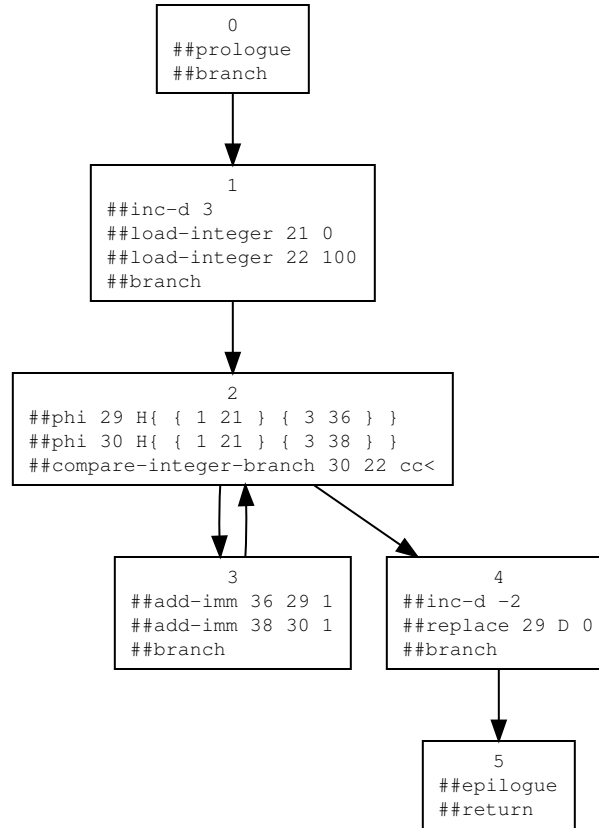 0
##prologue
##branch
1
##inc-d 3
##load-integer 21 0
##load-integer 22 100
##branch
2
##phi 29 H{ { 1 21 } { 3 36 } }
##phi 30 H{ { 1 21 } { 3 38 } }
##compare-integer-branch 30 22 cc<
3
##add-imm 36 29 1
##add-imm 38 30 1
##branch
4
##inc-d -2
##replace 29 D 0
##branch
5
##epilogue
##return